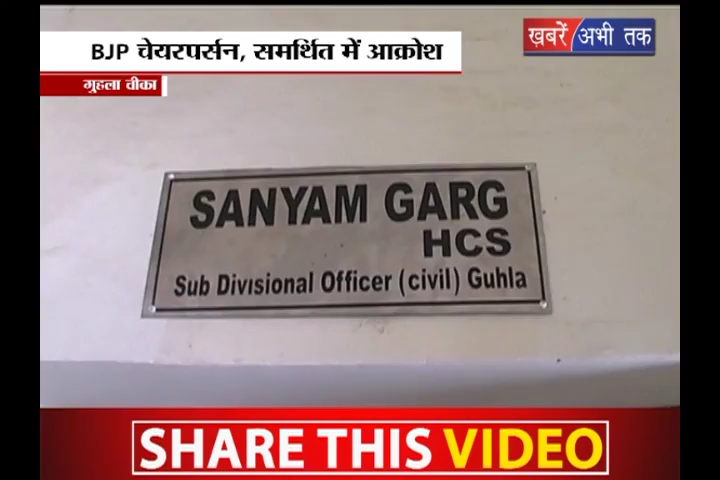 BJP चेयरपर्सन, समर्थित में आक्रोश
ख़बरें अभी तक
गुहला चीका
SANYAM GARG
HCS
Sub Divisional Officer (civil) Guhla
SHARE THIS VIDEO